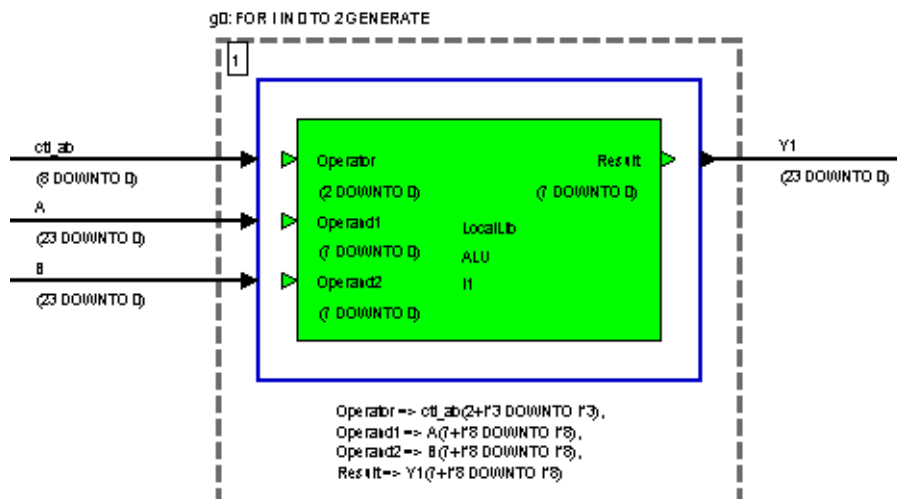 g0: FOR I IN 0 TO 2 GENERATE
1
ctl_ab
(8 DOWNTO 0)
A
(23 DOWNTO 0)
B
(23 DOWNTO 0)
Operator
(2 DOWNTO 0)
Operand1
(7 DOWNTO 0)
Operand2
(7 DOWNTO 0)
Result
(7 DOWNTO 0)
LocalLib
ALU
I1
Y1
(23 DOWNTO 0)
Operator => ctl_ab(2+I*3 DOWNTO I*3),
Operand1 => A(7+I*8 DOWNTO I*8),
Operand2 => B(7+I*8 DOWNTO I*8),
Result => Y1(7+I*8 DOWNTO I*8)